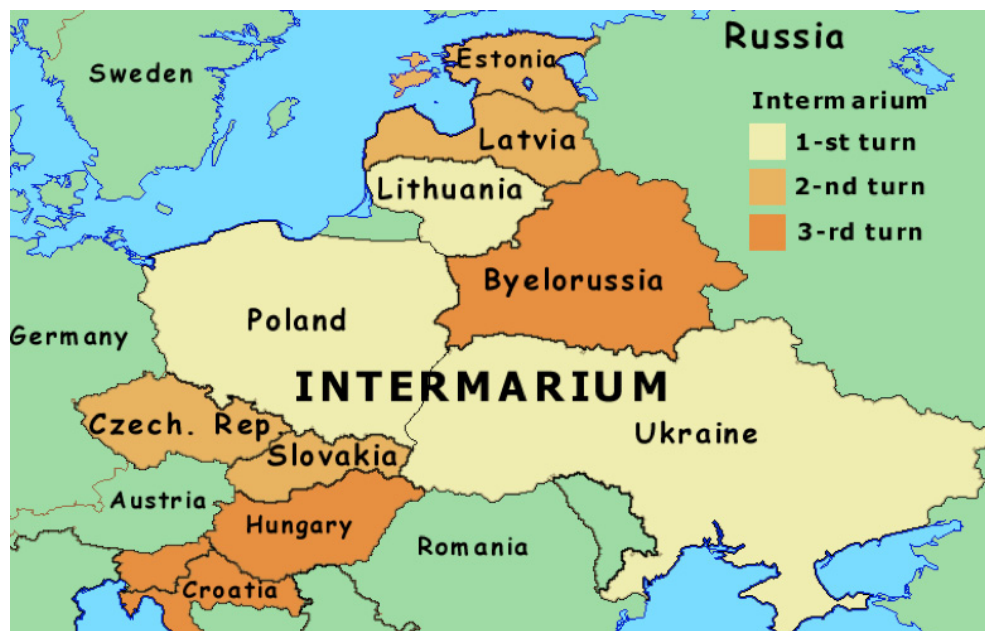 Russia
Sweden
Estonia
Intermarium
1-st turn
2-nd turn
3-rd turn
Latvia
Lithuania
Byelorussia
Poland
Germany
INTERMARIUM
Czech. Rep.
Ukraine
Slovakia
Austria
Hungary
Romania
Croatia